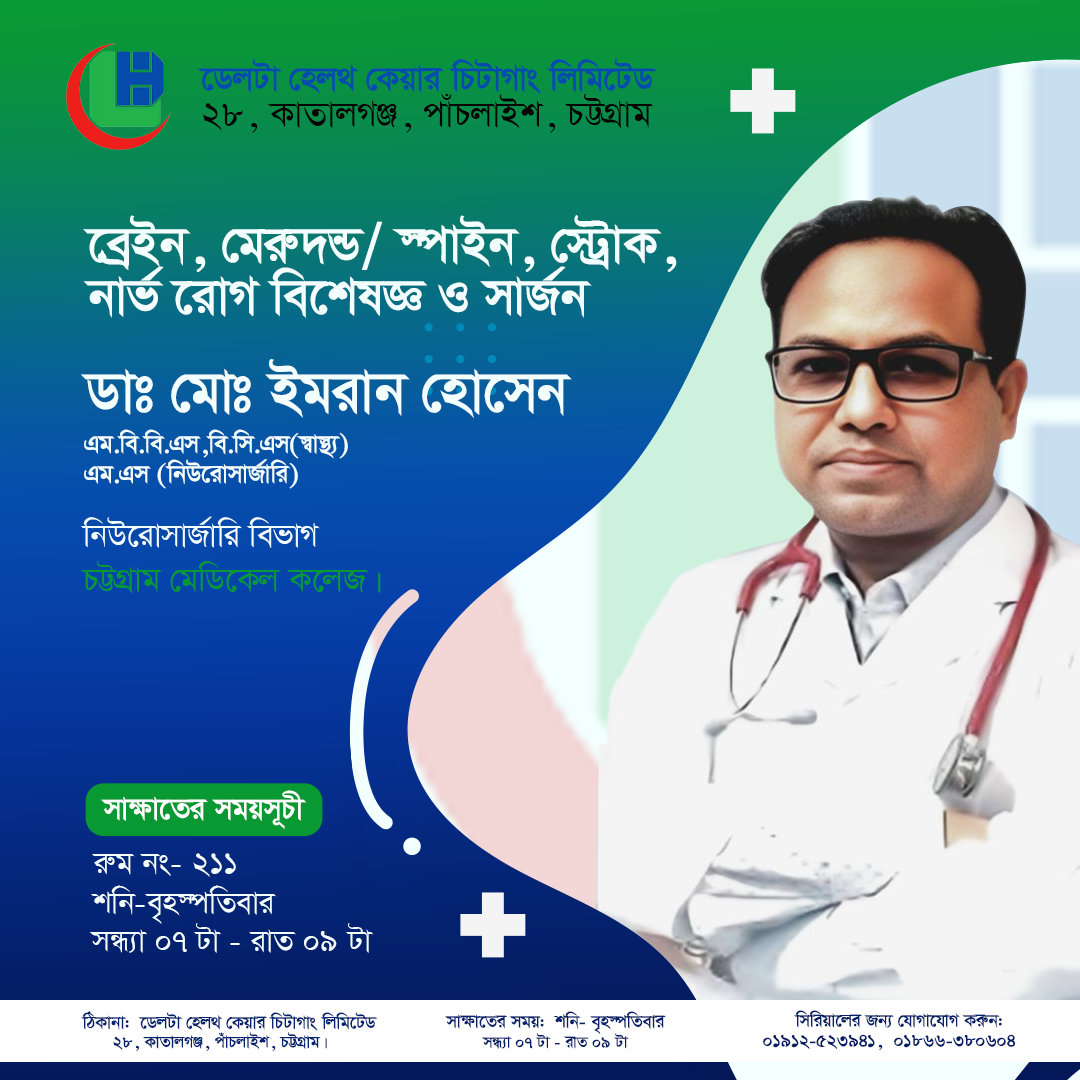 ডেলটা হেলথ কেয়ার চিটাগাং লিমিটেড
২৮, কাতালগঞ্জ, পাঁচলাইশ, চট্টগ্রাম
ব্রেইন, মেরুদন্ড/ স্পাইন, স্ট্রোক,
নার্ভ রোগ বিশেষজ্ঞ ও সার্জন
ডাঃ মোঃ ইমরান হোসেন
এম.বি.বি.এস,বি.সি.এস(স্বাস্থ্য)
এম.এস (নিউরোসার্জারি)
নিউরোসার্জারি বিভাগ
চট্টগ্রাম মেডিকেল কলেজ।
সাক্ষাতের সময়সূচী
রুম নং- ২১১
শনি-বৃহস্পতিবার
সন্ধ্যা ০৭ টা - রাত ০৯ টা
ঠিকানা: ডেলটা হেলথ কেয়ার চিটাগাং লিমিটেড
২৮, কাতালগঞ্জ, পাঁচলাইশ, চট্টগ্রাম।
সাক্ষাতের সময়: শনি- বৃহস্পতিবার
সন্ধ্যা ০৭ টা - রাত ০৯ টা
সিরিয়ালের জন্য যোগাযোগ করুন:
০১৯১২-৫২৩৯৪১, ০১৮৬৬-৩৮০৬০৪